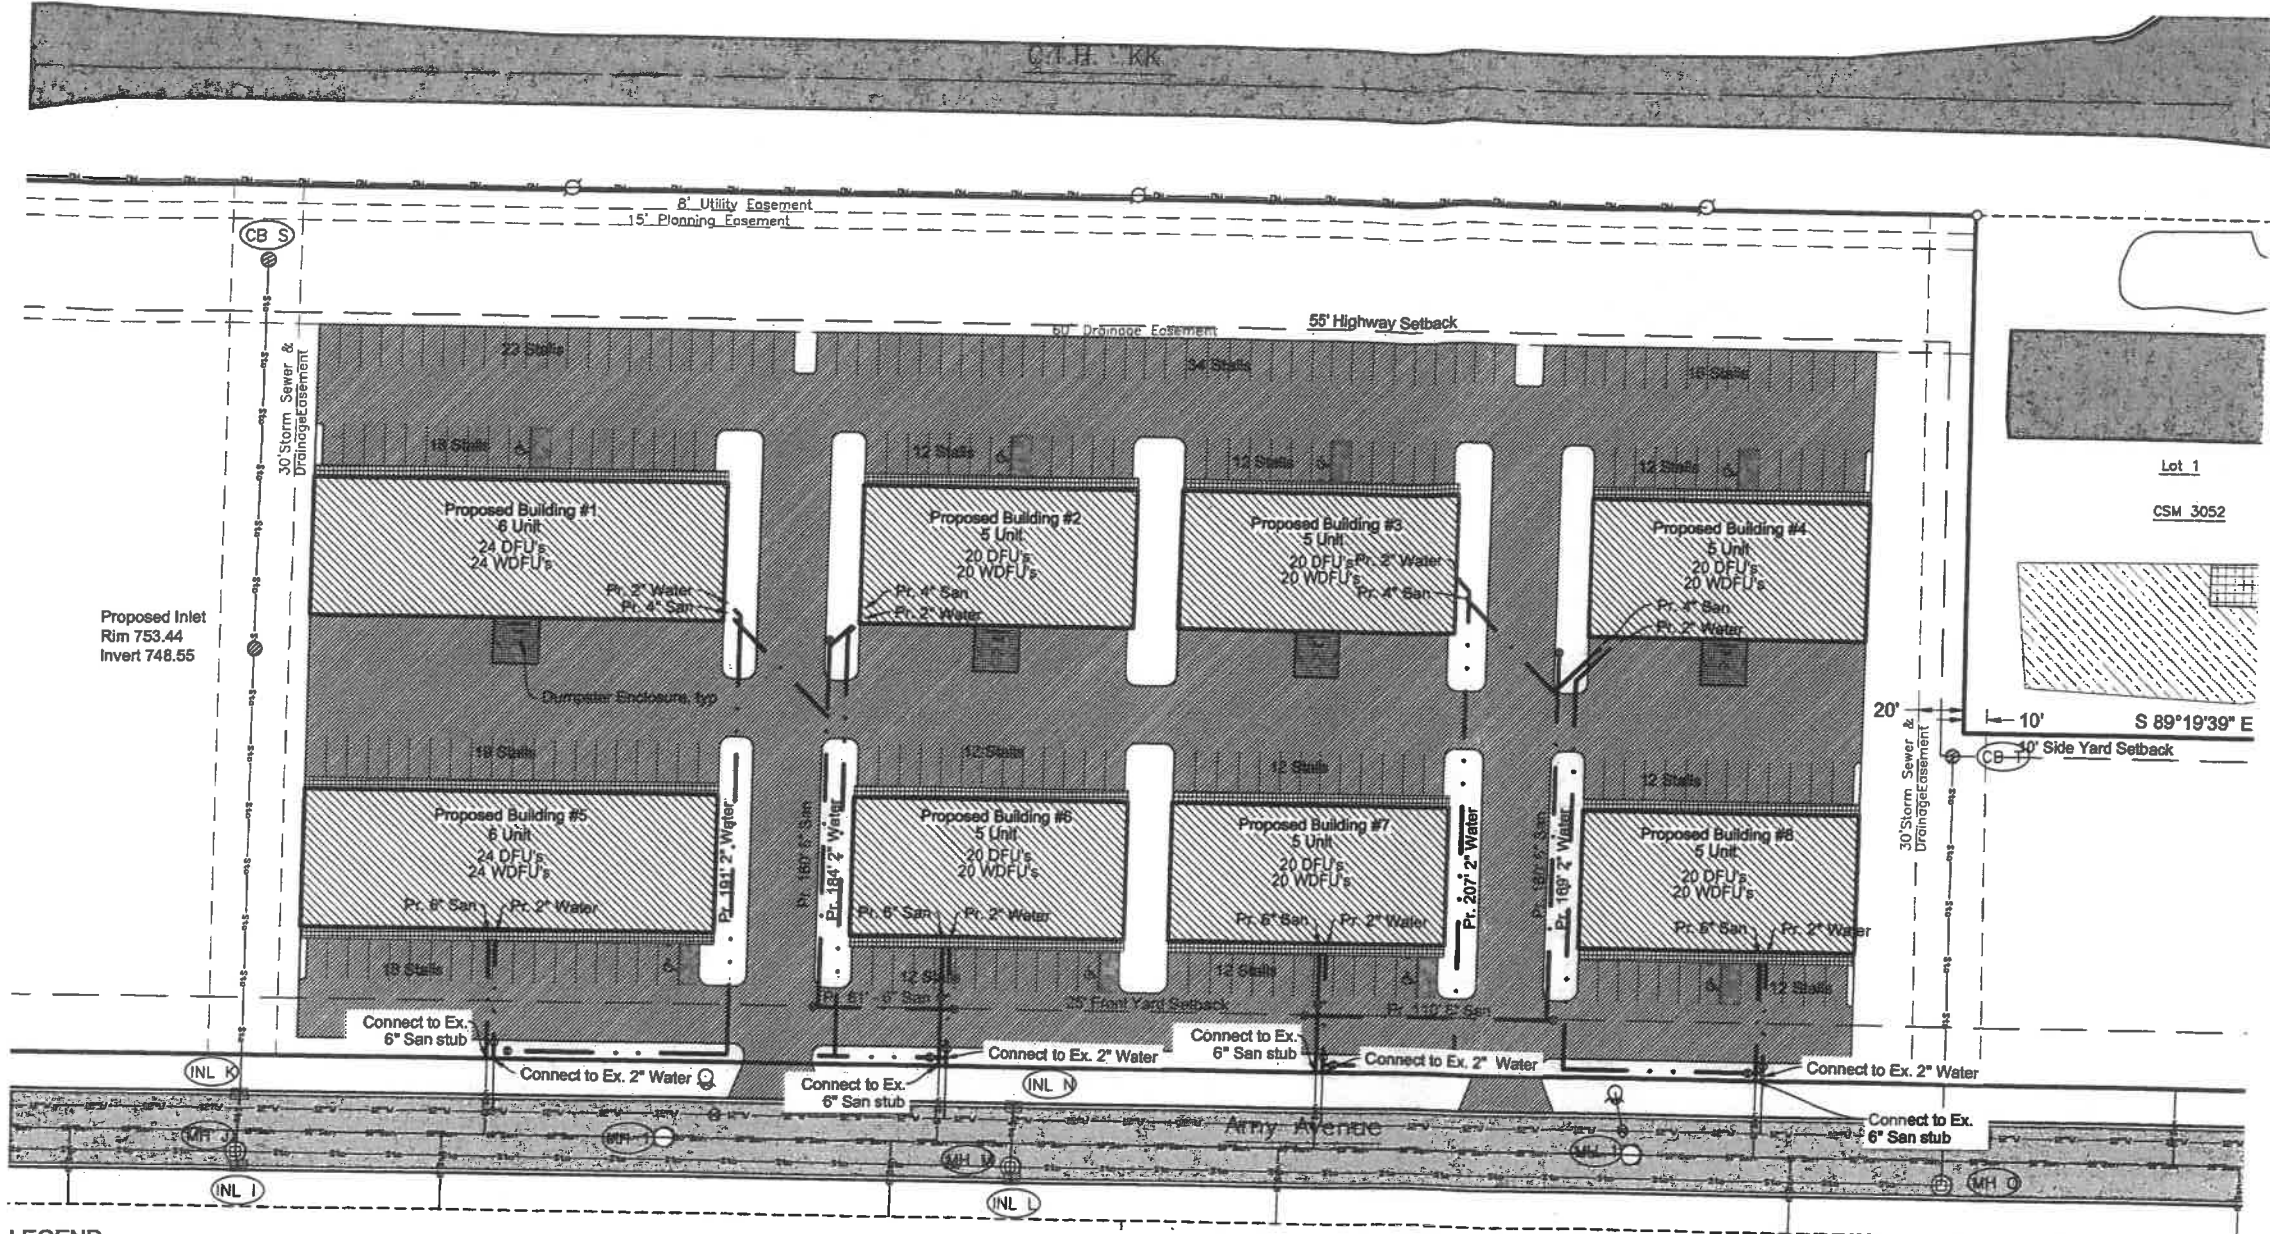 C.T.H. "KK"
8' Utility Easement
15' Planning Easement
CB S
60' Drainage Easement
55' Highway Setback
30' Storm Sewer &
Drainage Easement
23 Stalls
34 Stalls
18 Stalls
12 Stalls
12 Stalls
12 Stalls
Lot 1
CSM 3052
Proposed Building #1
6 Unit
24 DFU's
24 WDFU's
Pr. 2" Water
Pr. 4" San
Proposed Building #2
5 Unit
20 DFU's
20 WDFU's
Pr. 4" San
Pr. 2" Water
Proposed Building #3
5 Unit
20 DFU's
20 WDFU's
Pr. 2" Water
Pr. 4" San
Proposed Building #4
5 Unit
20 DFU's
20 WDFU's
Pr. 4" San
Pr. 2" Water
Proposed Inlet
Rim 753.44
Invert 748.55
Dumpster Enclosure, typ
20'
10'
S 89°19'39" E
10' Side Yard Setback
CB T
30' Storm Sewer &
Drainage Easement
12 Stalls
12 Stalls
12 Stalls
Proposed Building #5
6 Unit
24 DFU's
24 WDFU's
Pr. 6" San
Pr. 2" Water
Pr. 191' 2" Water
Pr. 184' 2" Water
Proposed Building #6
5 Unit
20 DFU's
20 WDFU's
Pr. 6" San
Pr. 2" Water
Proposed Building #7
5 Unit
20 DFU's
20 WDFU's
Pr. 6" San
Pr. 2" Water
Pr. 207' 2" Water
Pr. 169' 2" Water
Proposed Building #8
5 Unit
20 DFU's
20 WDFU's
Pr. 6" San
Pr. 2" Water
18 Stalls
12 Stalls
12 Stalls
12 Stalls
Pr. 61' - 6" San
25' Front Yard Setback
Pr. 110' 6" San
Connect to Ex.
6" San stub
Connect to Ex. 2" Water
Connect to Ex.
6" San stub
Connect to Ex. 2" Water
Connect to Ex.
6" San stub
Connect to Ex. 2" Water
Connect to Ex. 2" Water
Connect to Ex.
6" San stub
INL K
INL N
Army Avenue
MH J
MH M
MH O
INL I
INL L
LEGEND